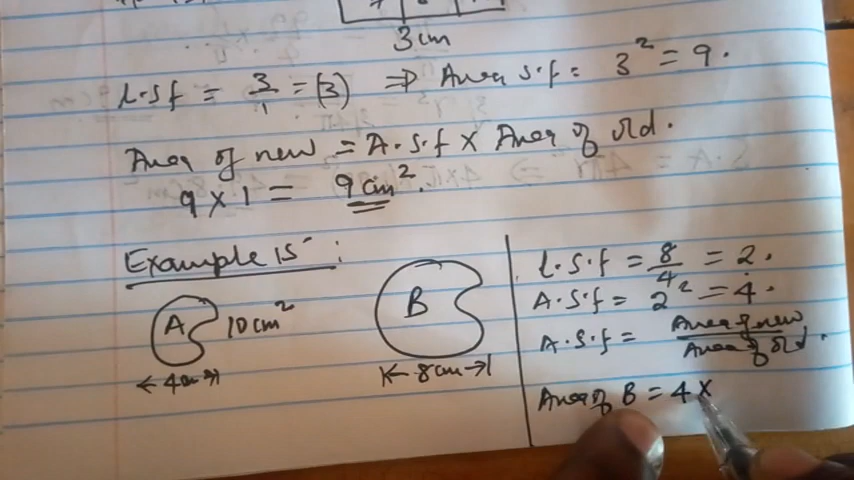 3cm
L.S.f = 3/1 = (3) ⇒ Area s.f = 3² = 9.
Area of new = A.S.f × Area of old.
9 × 1 = 9cm².
Example 15 :
A 10cm²
4cm
B
8cm
L.S.f = 8/4 = 2.
A.S.f = 2² = 4.
A.S.f = Area of new / Area of old.
Area of B = 4 ×